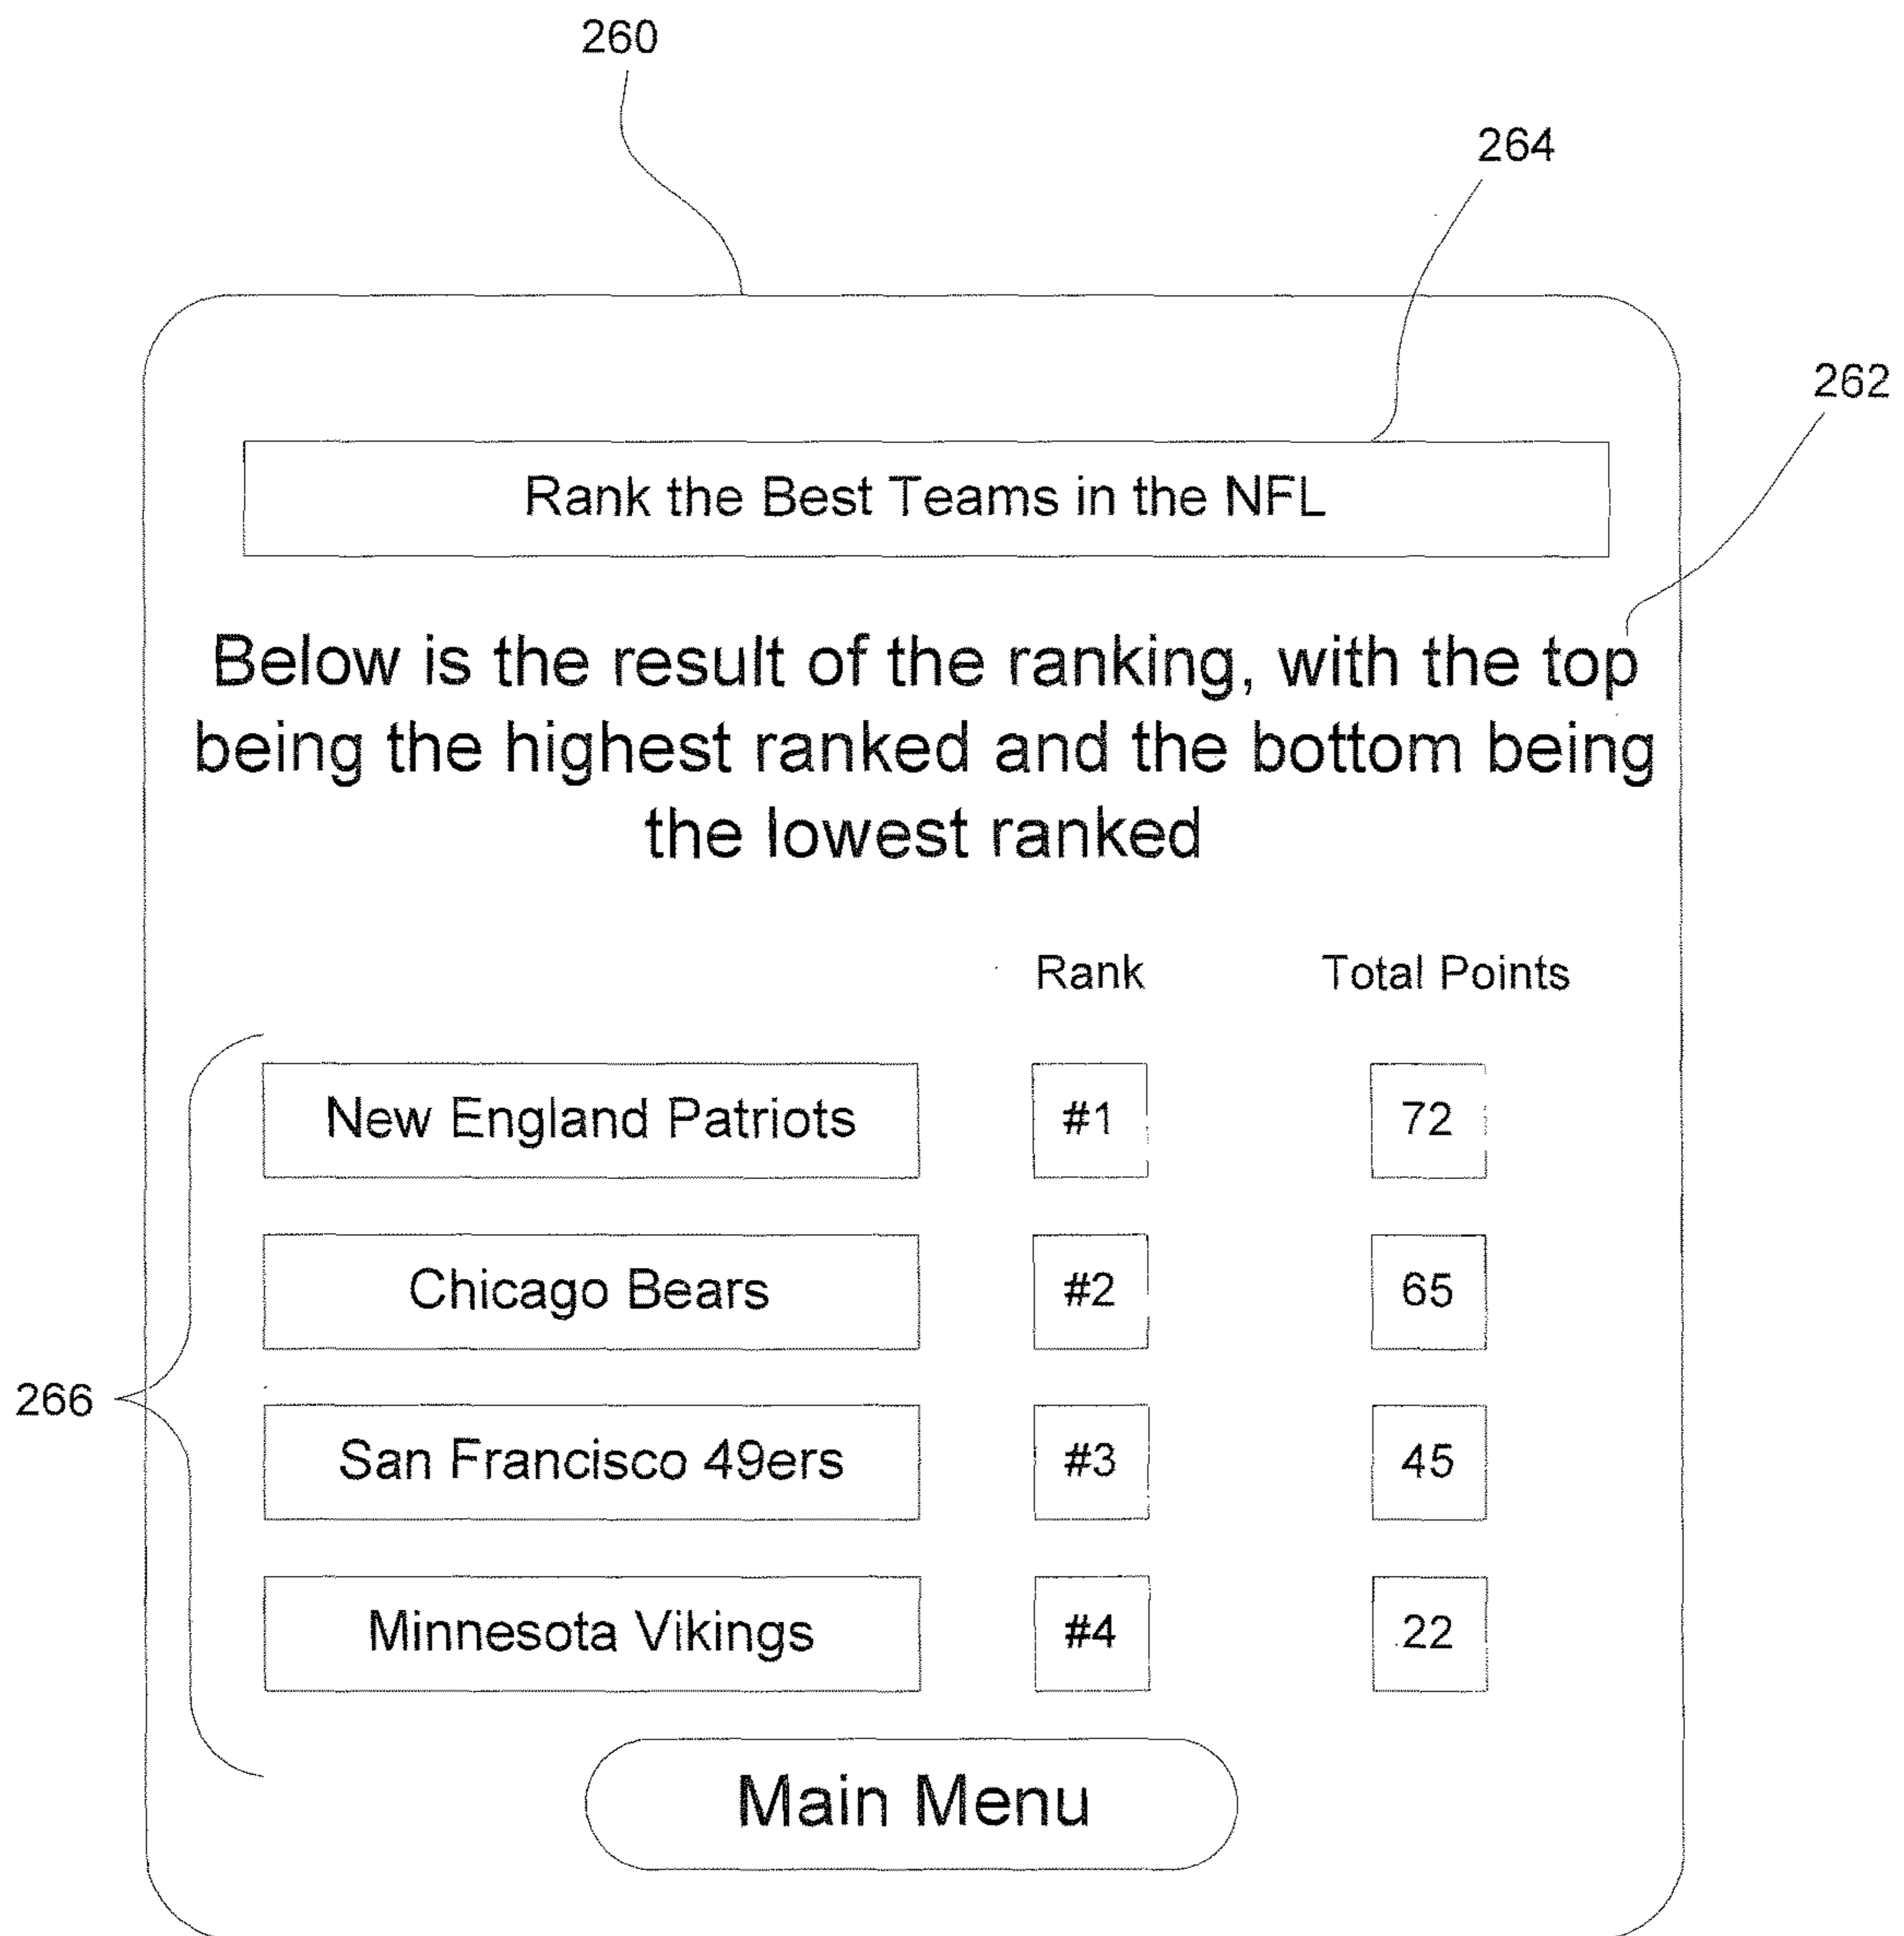 260
264
262
Rank the Best Teams in the NFL
Below is the result of the ranking, with the top
being the highest ranked and the bottom being
the lowest ranked
Rank Total Points
New England Patriots #1 72
Chicago Bears #2 65
266
San Francisco 49ers #3 45
Minnesota Vikings #4 22
Main Menu